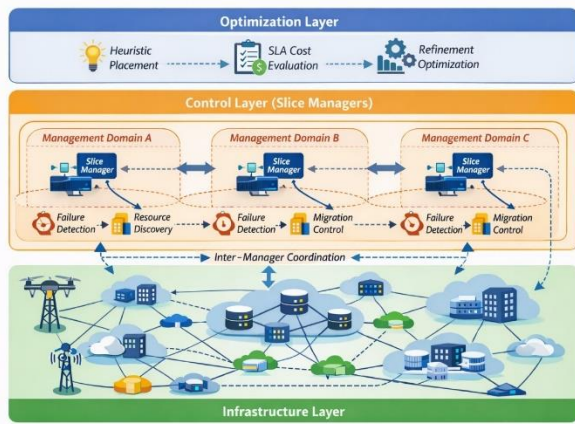 Optimization Layer
Heuristic
Placement
SLA Cost
Evaluation
Refinement
Optimization
Control Layer (Slice Managers)
Management Domain A
Management Domain B
Management Domain C
Slice
Manager
Slice
Manager
Slice
Manager
Failure
Detection
Resource
Discovery
Failure
Detection
Migration
Control
Failure
Detection
Migration
Control
Inter-Manager Coordination
Infrastructure Layer